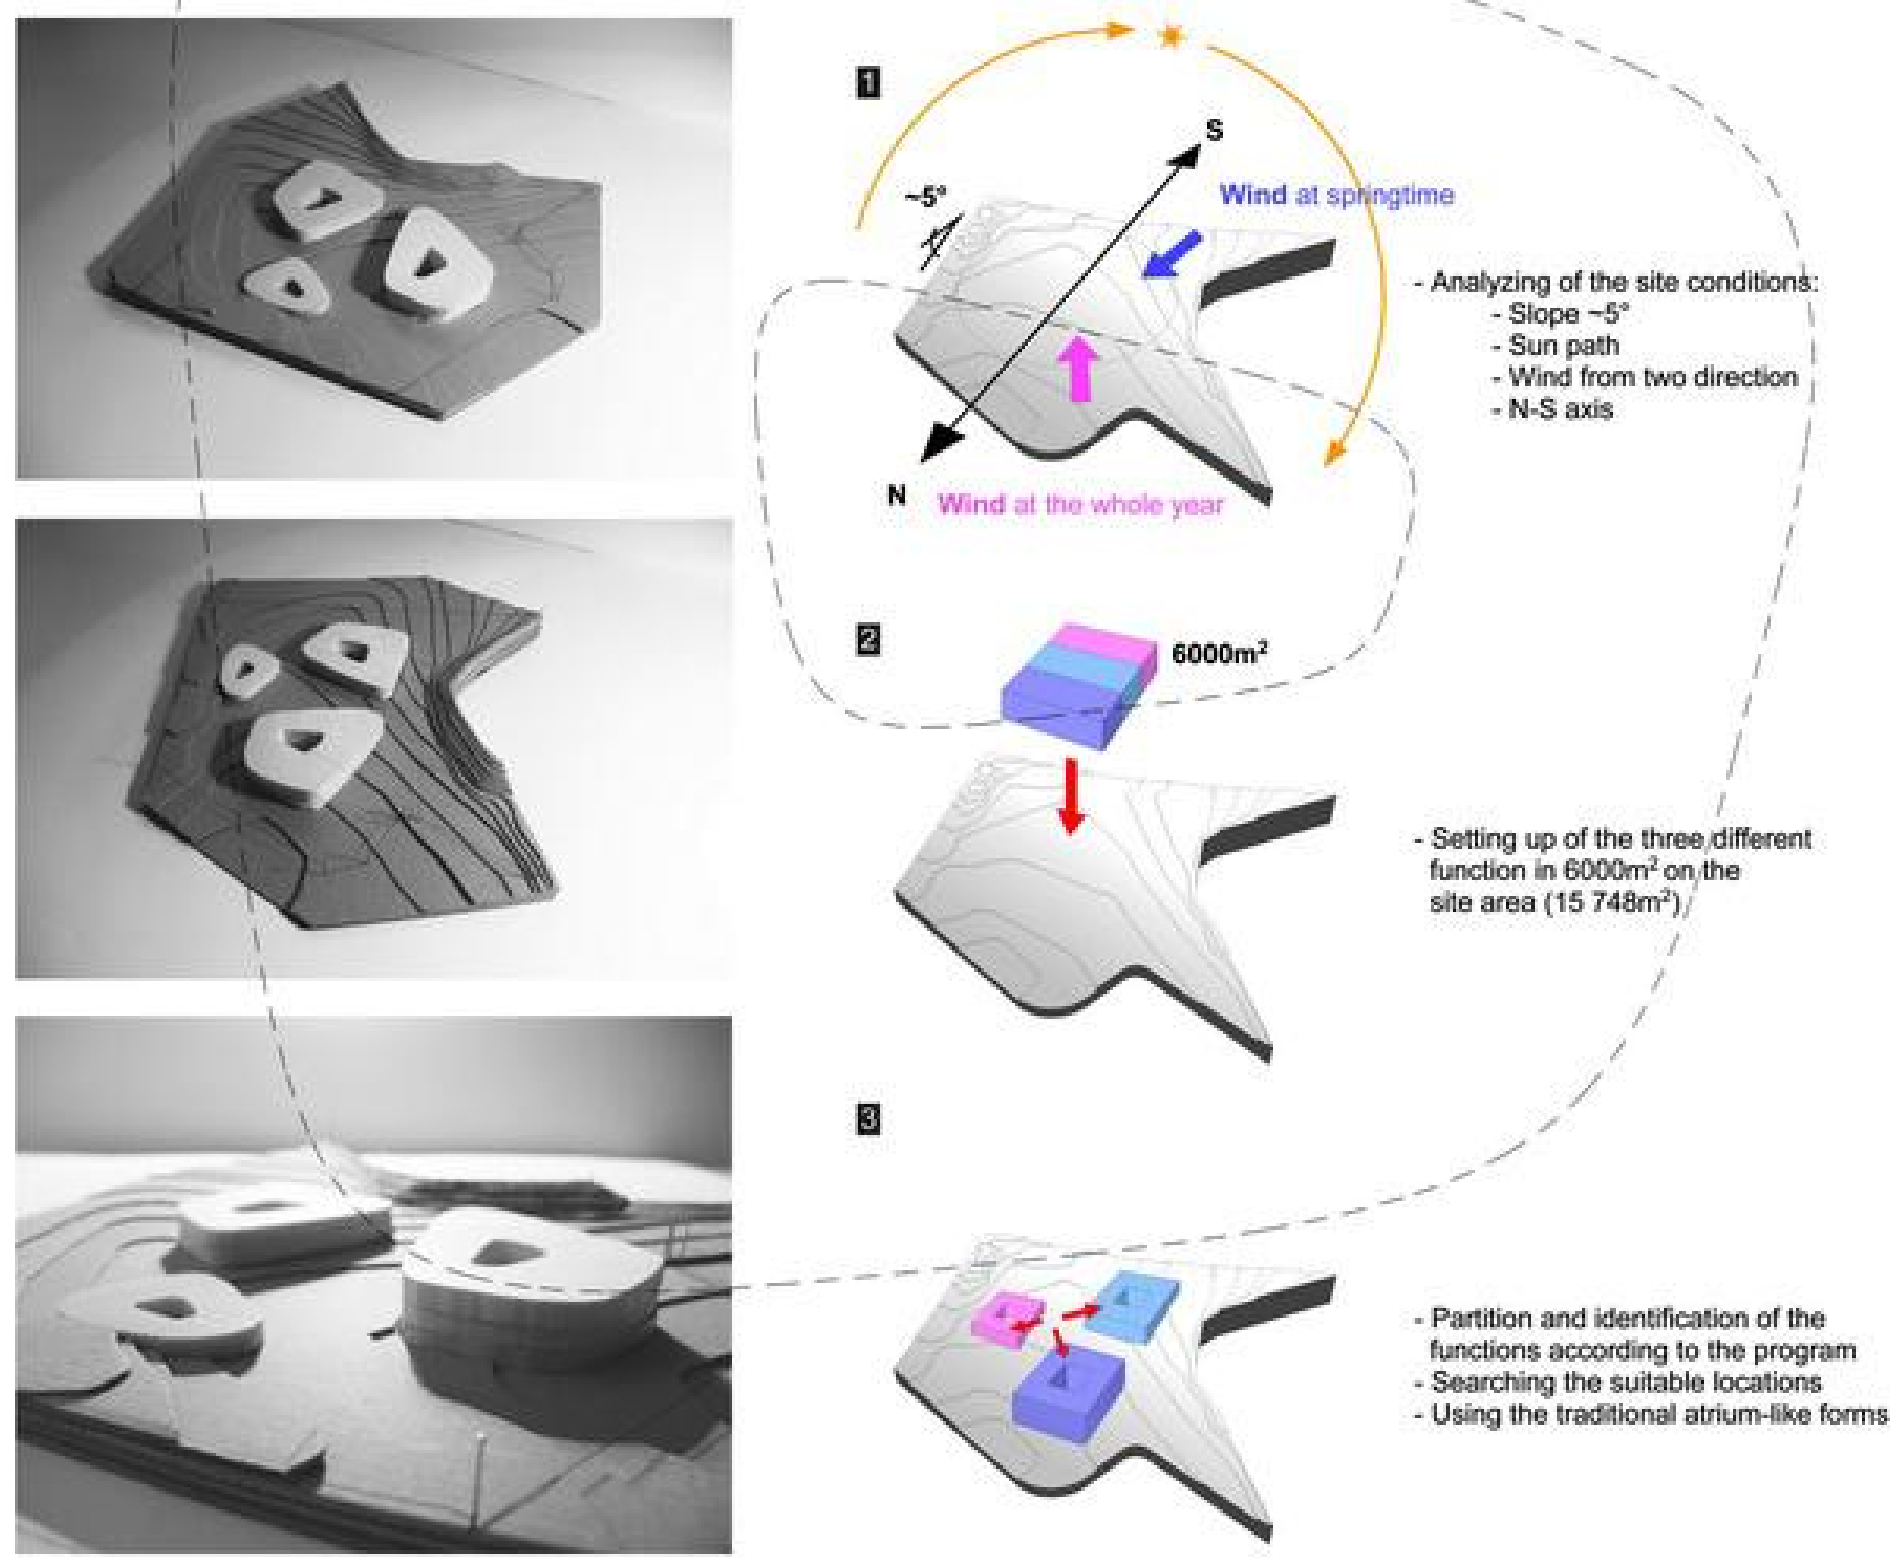 1
S
~5°
Wind at springtime
- Analyzing of the site conditions:
- Slope ~5°
- Sun path
- Wind from two direction
- N-S axis
N
Wind at the whole year
2
6000m²
- Setting up of the three different
function in 6000m² on the
site area (15 748m²)
3
- Partition and identification of the
functions according to the program
- Searching the suitable locations
- Using the traditional atrium-like forms